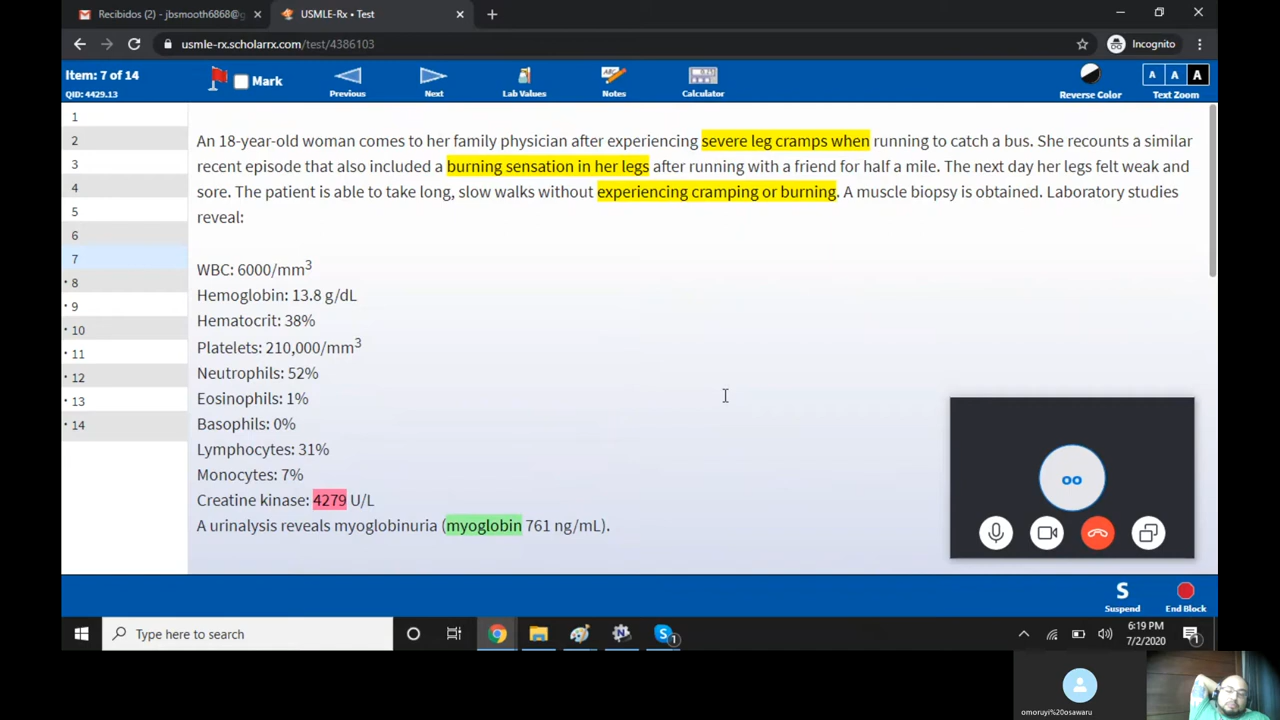 Recibidos (2) - jbsmooth6868@g
USMLE-Rx • Test
usmle-rx.scholarrx.com/test/4386103
Incognito
Item: 7 of 14
QID: 4429.13
Mark
Previous
Next
Lab Values
Notes
Calculator
Reverse Color
A A A
Text Zoom
1
2
3
4
5
6
7
8
9
10
11
12
13
14
An 18-year-old woman comes to her family physician after experiencing severe leg cramps when running to catch a bus. She recounts a similar
recent episode that also included a burning sensation in her legs after running with a friend for half a mile. The next day her legs felt weak and
sore. The patient is able to take long, slow walks without experiencing cramping or burning. A muscle biopsy is obtained. Laboratory studies
reveal:
WBC: 6000/mm3
Hemoglobin: 13.8 g/dL
Hematocrit: 38%
Platelets: 210,000/mm3
Neutrophils: 52%
Eosinophils: 1%
Basophils: 0%
Lymphocytes: 31%
Monocytes: 7%
Creatine kinase: 4279 U/L
A urinalysis reveals myoglobinuria (myoglobin 761 ng/mL).
OO
S
Suspend
End Block
Type here to search
1
6:19 PM
7/2/2020
1
omoruyi%20osawaru